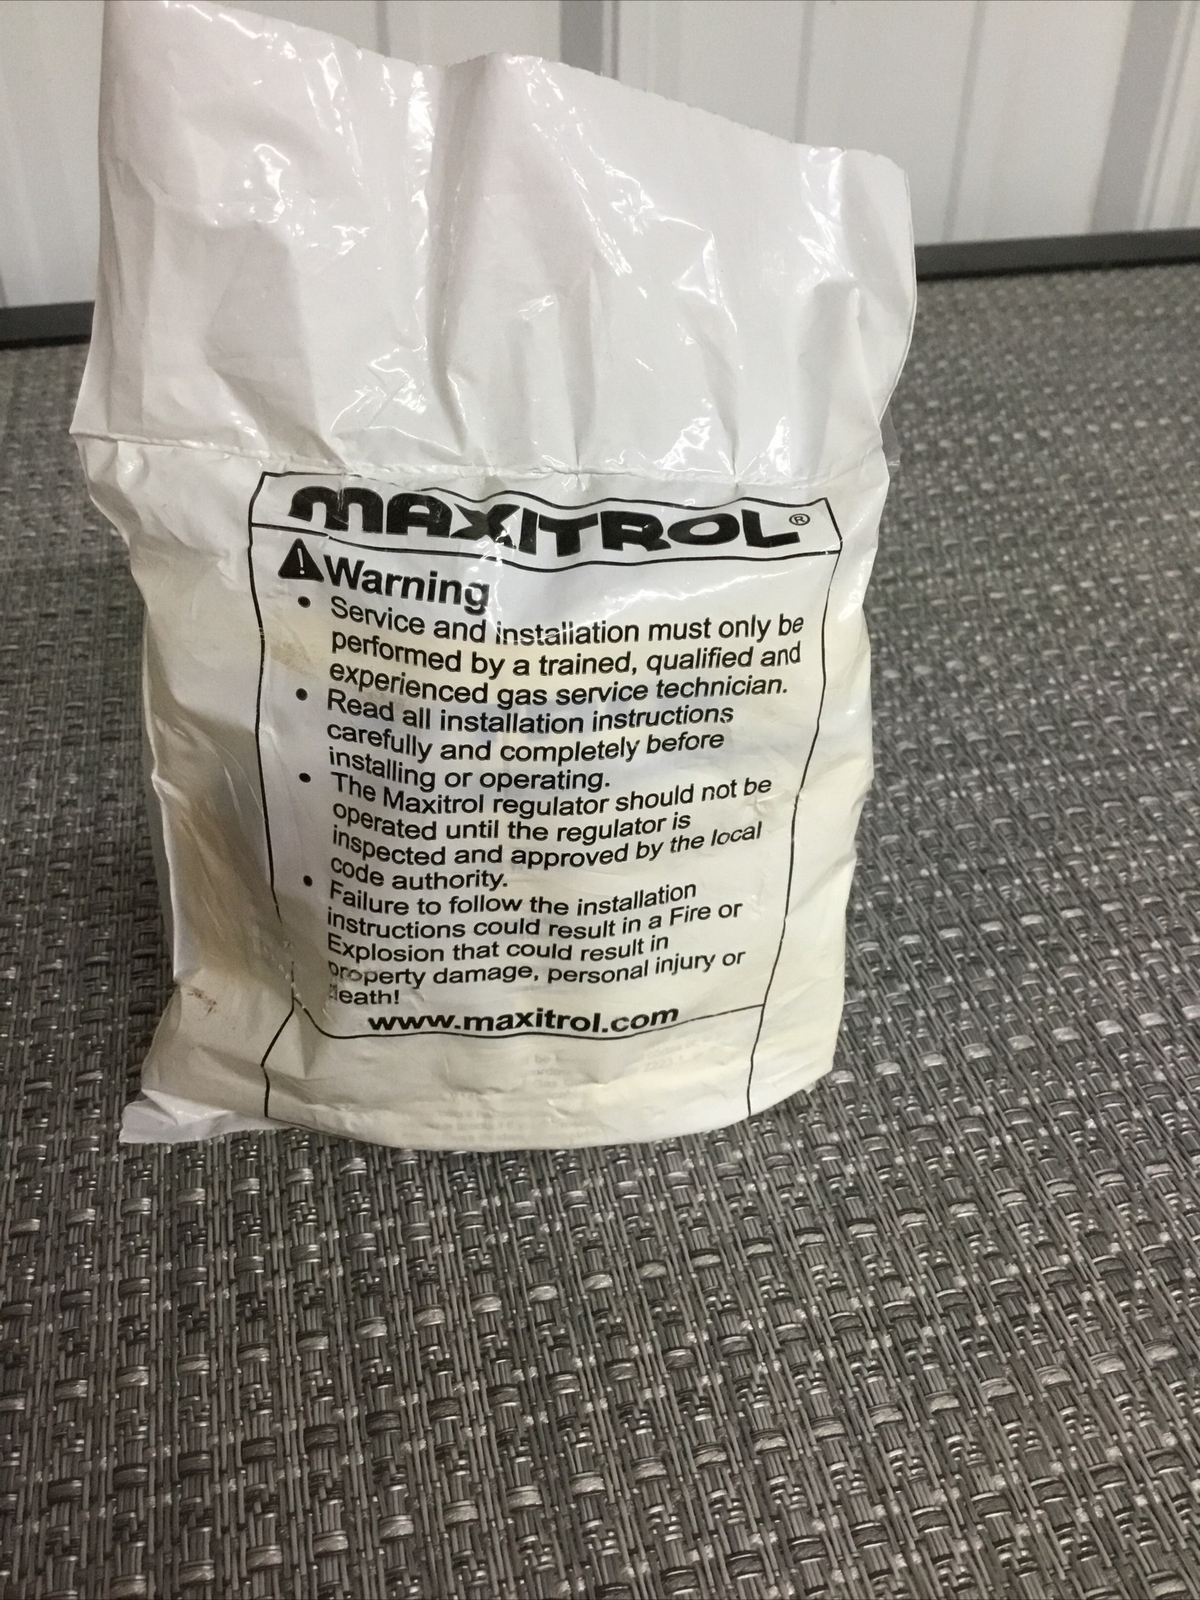 MAXITROL®
Warning
• Service and installation must only be
performed by a trained, qualified and
experienced gas service technician.
• Read all installation instructions
carefully and completely before
installing or operating.
• The Maxitrol regulator should not be
operated until the regulator is
inspected and approved by the local
code authority.
• Failure to follow the installation
instructions could result in a Fire or
Explosion that could result in
property damage, personal injury or
death!
www.maxitrol.com